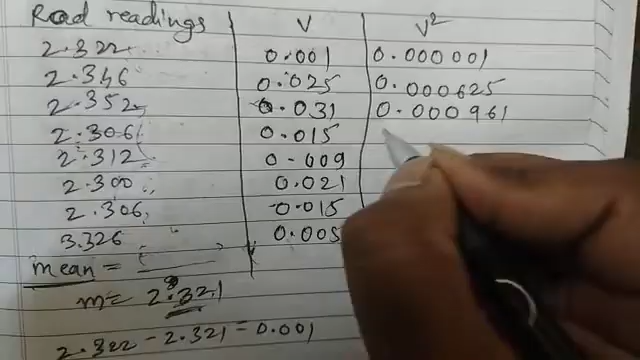 Road readings V V²
2.322 0.001 0.000001
2.346 0.025 0.000625
2.352 0.031 0.000961
2.306 0.015
2.312 0.009
2.300 0.021
2.306 0.015
3.326 0.005
mean =
m = 2.321
2.322 - 2.321 = 0.001